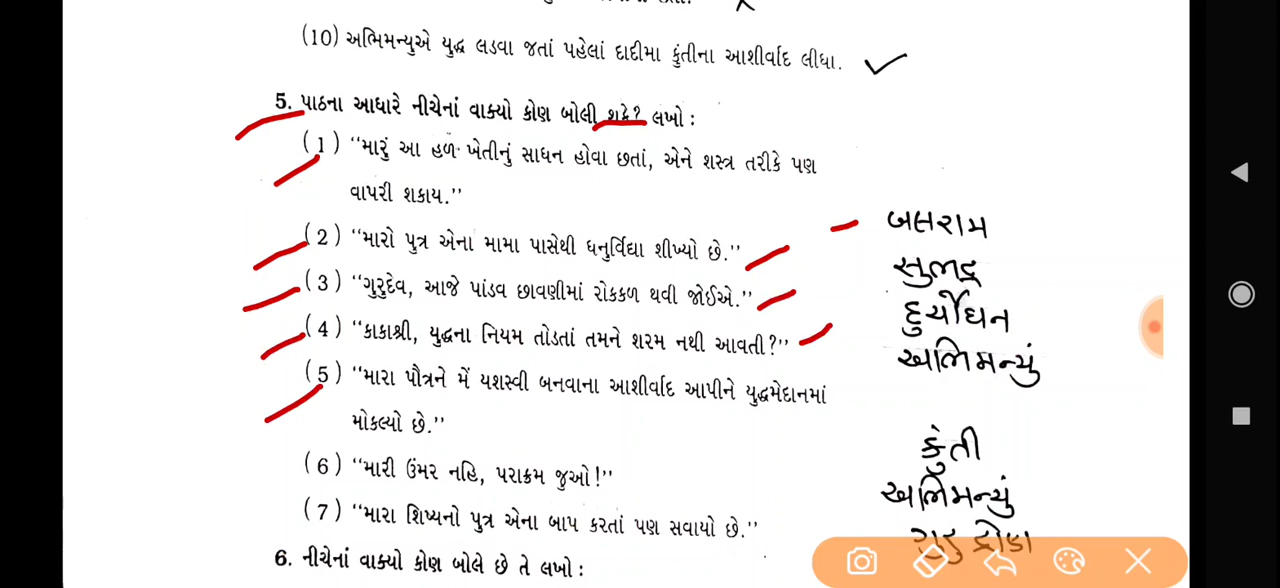 (10) અભિમન્યુએ યુદ્ધ લડવા જતાં પહેલાં દાદીમા કુંતીના આશીર્વાદ લીધા.
5. પાઠના આધારે નીચેનાં વાક્યો કોણ બોલી શકે? લખો :
(1) “મારું આ હળ ખેતીનું સાધન હોવા છતાં, એને શસ્ત્ર તરીકે પણ
વાપરી શકાય.”
બલરામ
(2) “મારો પુત્ર એના મામા પાસેથી ધનુર્વિદ્યા શીખ્યો છે.”
સુભદ્ર
(3) “ગુરુદેવ, આજે પાંડવ છાવણીમાં રોકકળ થવી જોઈએ.”
દુર્યોધન
(4) “કાકાશ્રી, યુદ્ધના નિયમ તોડતાં તમને શરમ નથી આવતી?”
અભિમન્યું
(5) “મારા પૌત્રને મેં યશસ્વી બનવાના આશીર્વાદ આપીને યુદ્ધમેદાનમાં
મોકલ્યો છે.”
કુંતી
(6) “મારી ઉંમર નહિ, પરાક્રમ જુઓ!”
અભિમન્યું
(7) “મારા શિષ્યનો પુત્ર એના બાપ કરતાં પણ સવાયો છે.”
ગુરુ દ્રોણ
6. નીચેનાં વાક્યો કોણ બોલે છે તે લખો :